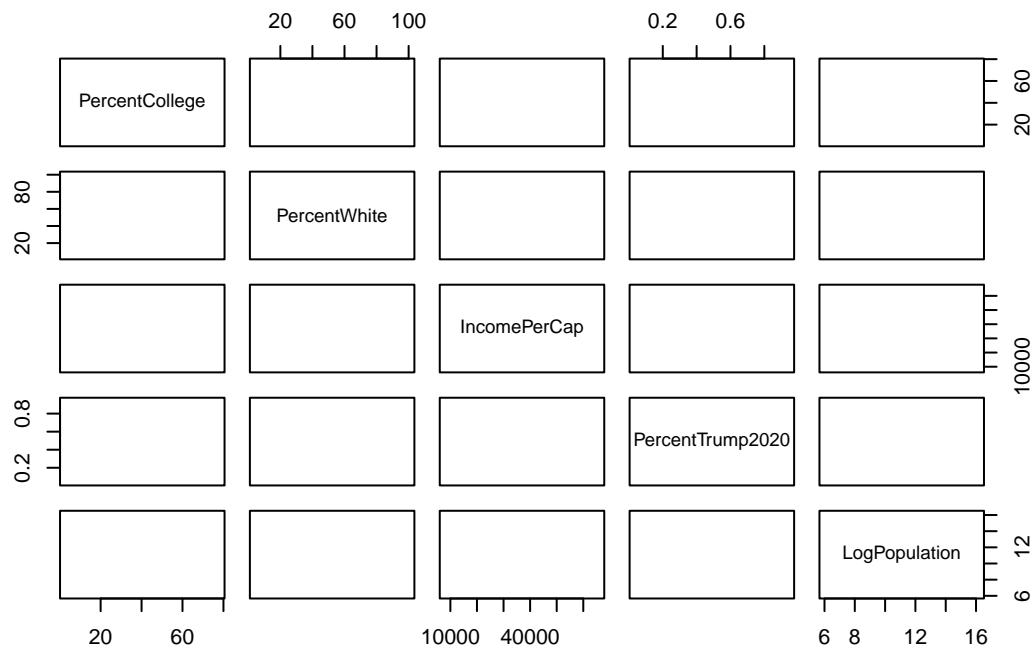 20 60 100 0.2 0.6
PercentCollege
20 60
PercentWhite
20 80
IncomePerCap
10000
PercentTrump2020
0.2 0.8
LogPopulation
6 12
20 60 10000 40000 6 8 12 16